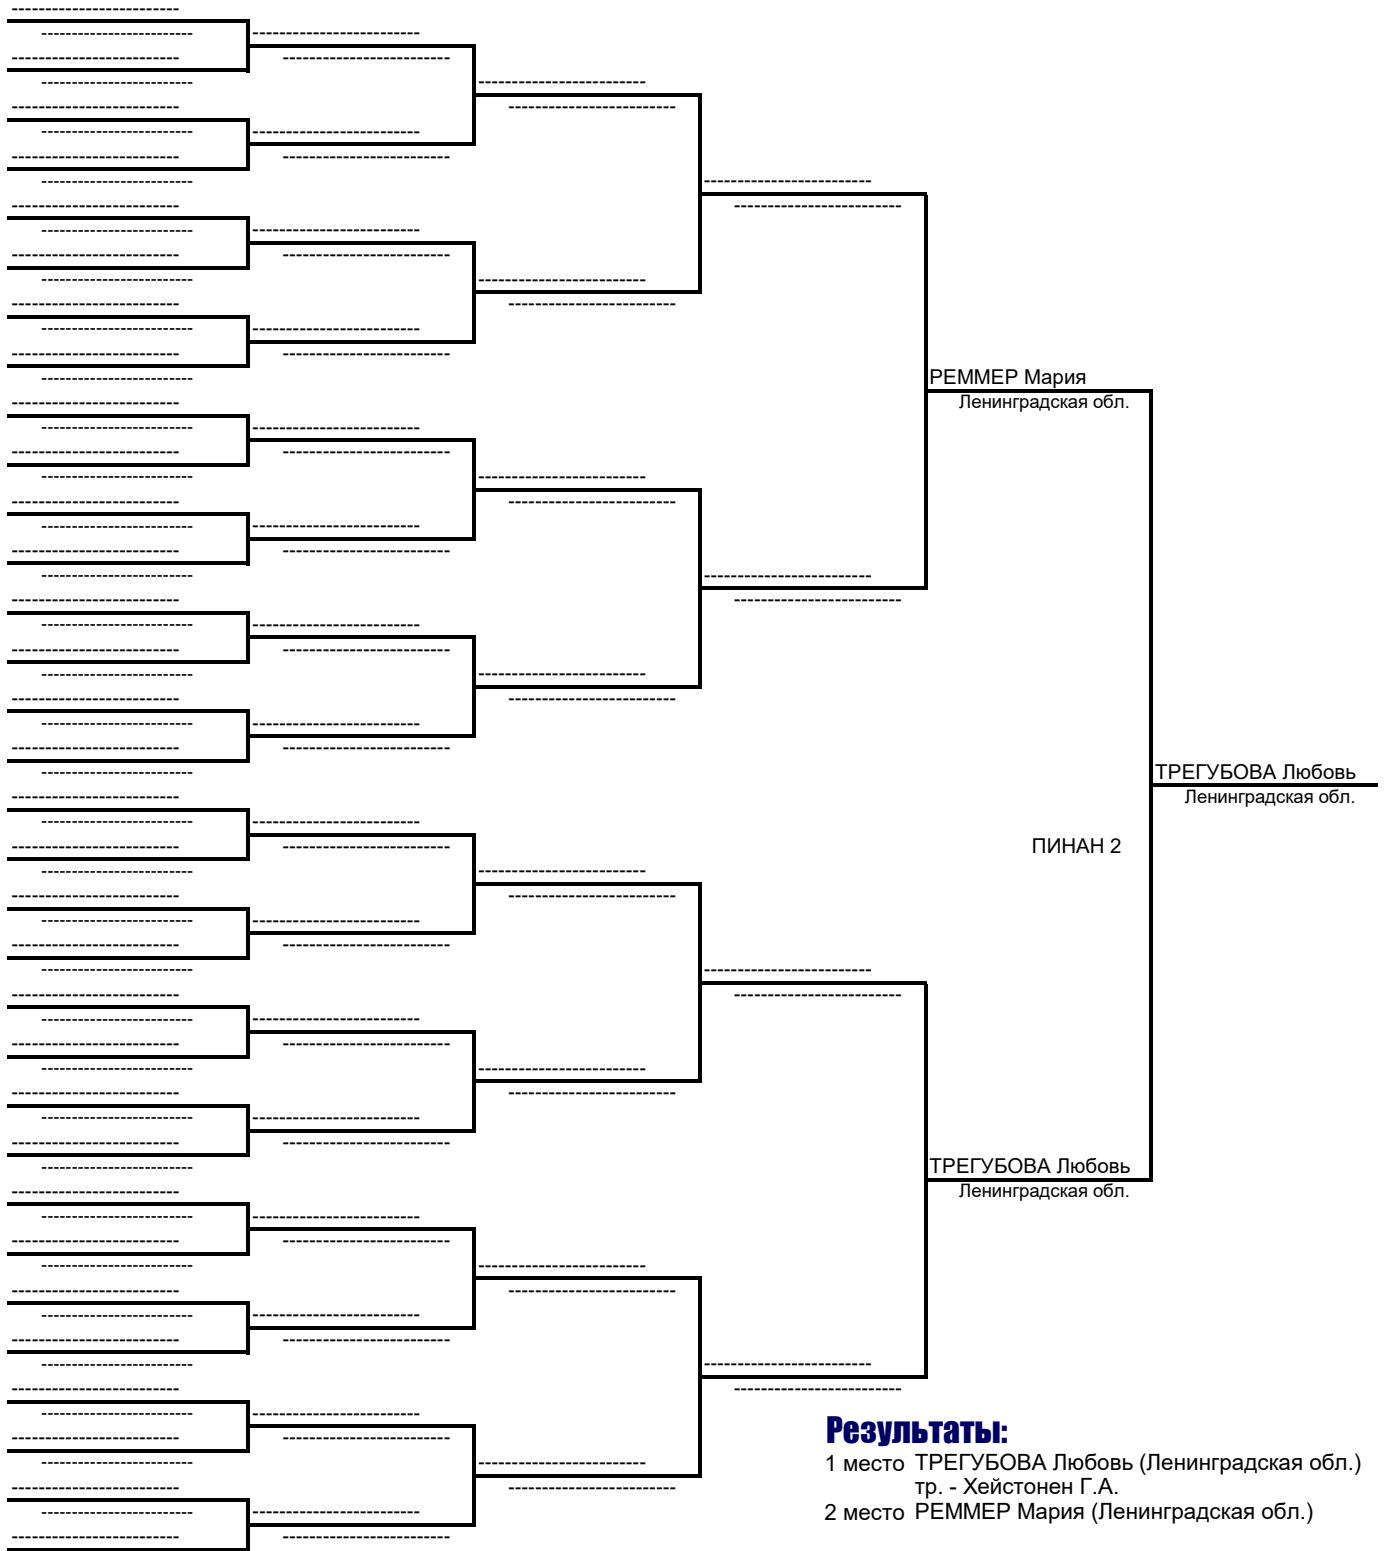 РЕММЕР Мария
Ленинградская обл.
ТРЕГУБОВА Любовь
Ленинградская обл.
ПИНАН 2
ТРЕГУБОВА Любовь
Ленинградская обл.
Результаты:
1 место ТРЕГУБОВА Любовь (Ленинградская обл.)
тр. - Хейстонен Г.А.
2 место РЕММЕР Мария (Ленинградская обл.)